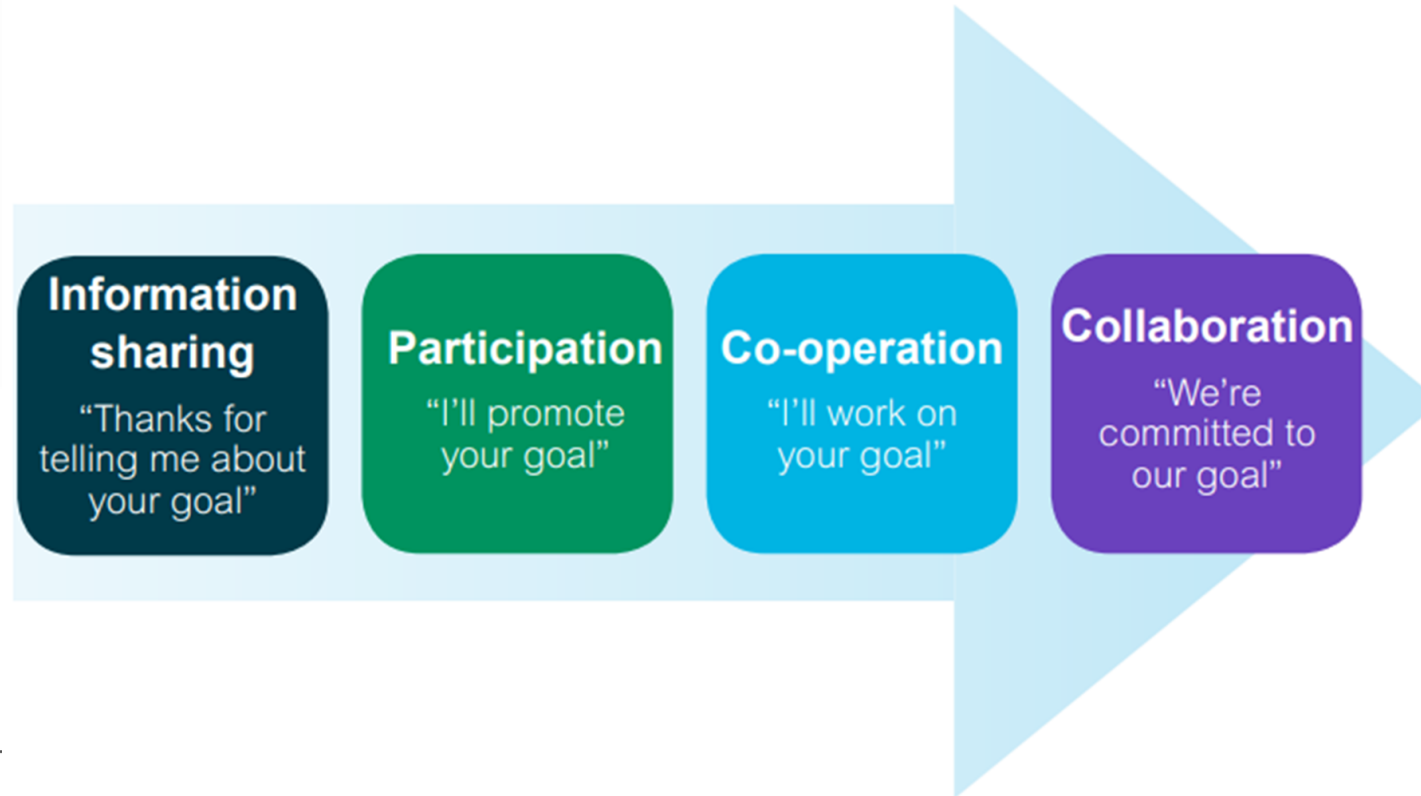 Information
sharing
“Thanks for
telling me about
your goal”
Participation
“I’ll promote
your goal”
Co-operation
“I’ll work on
your goal”
Collaboration
“We’re
committed to
our goal”